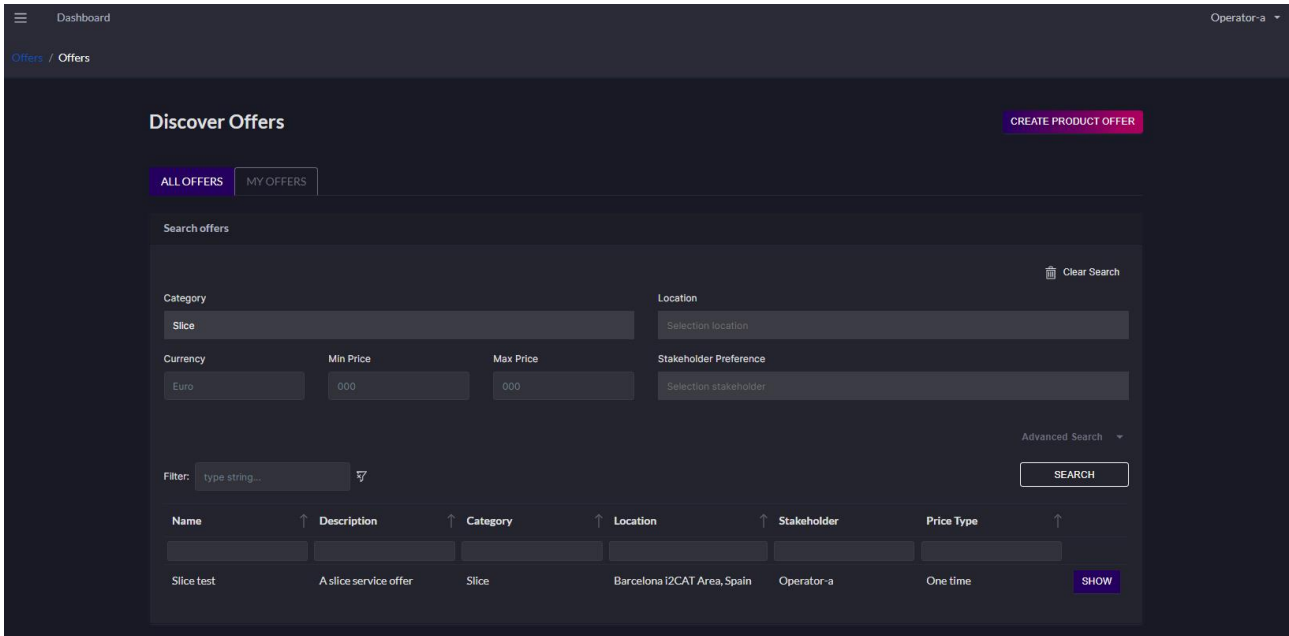 Dashboard
Operator-a
Offers / Offers
Discover Offers
CREATE PRODUCT OFFER
ALL OFFERS
MY OFFERS
Search offers
Clear Search
Category
Location
Slice
Selection location
Currency
Min Price
Max Price
Stakeholder Preference
Euro
000
000
Selection stakeholder
Advanced Search
Filter:
type string...
SEARCH
Name
Description
Category
Location
Stakeholder
Price Type
Slice test
A slice service offer
Slice
Barcelona i2CAT Area, Spain
Operator-a
One time
SHOW